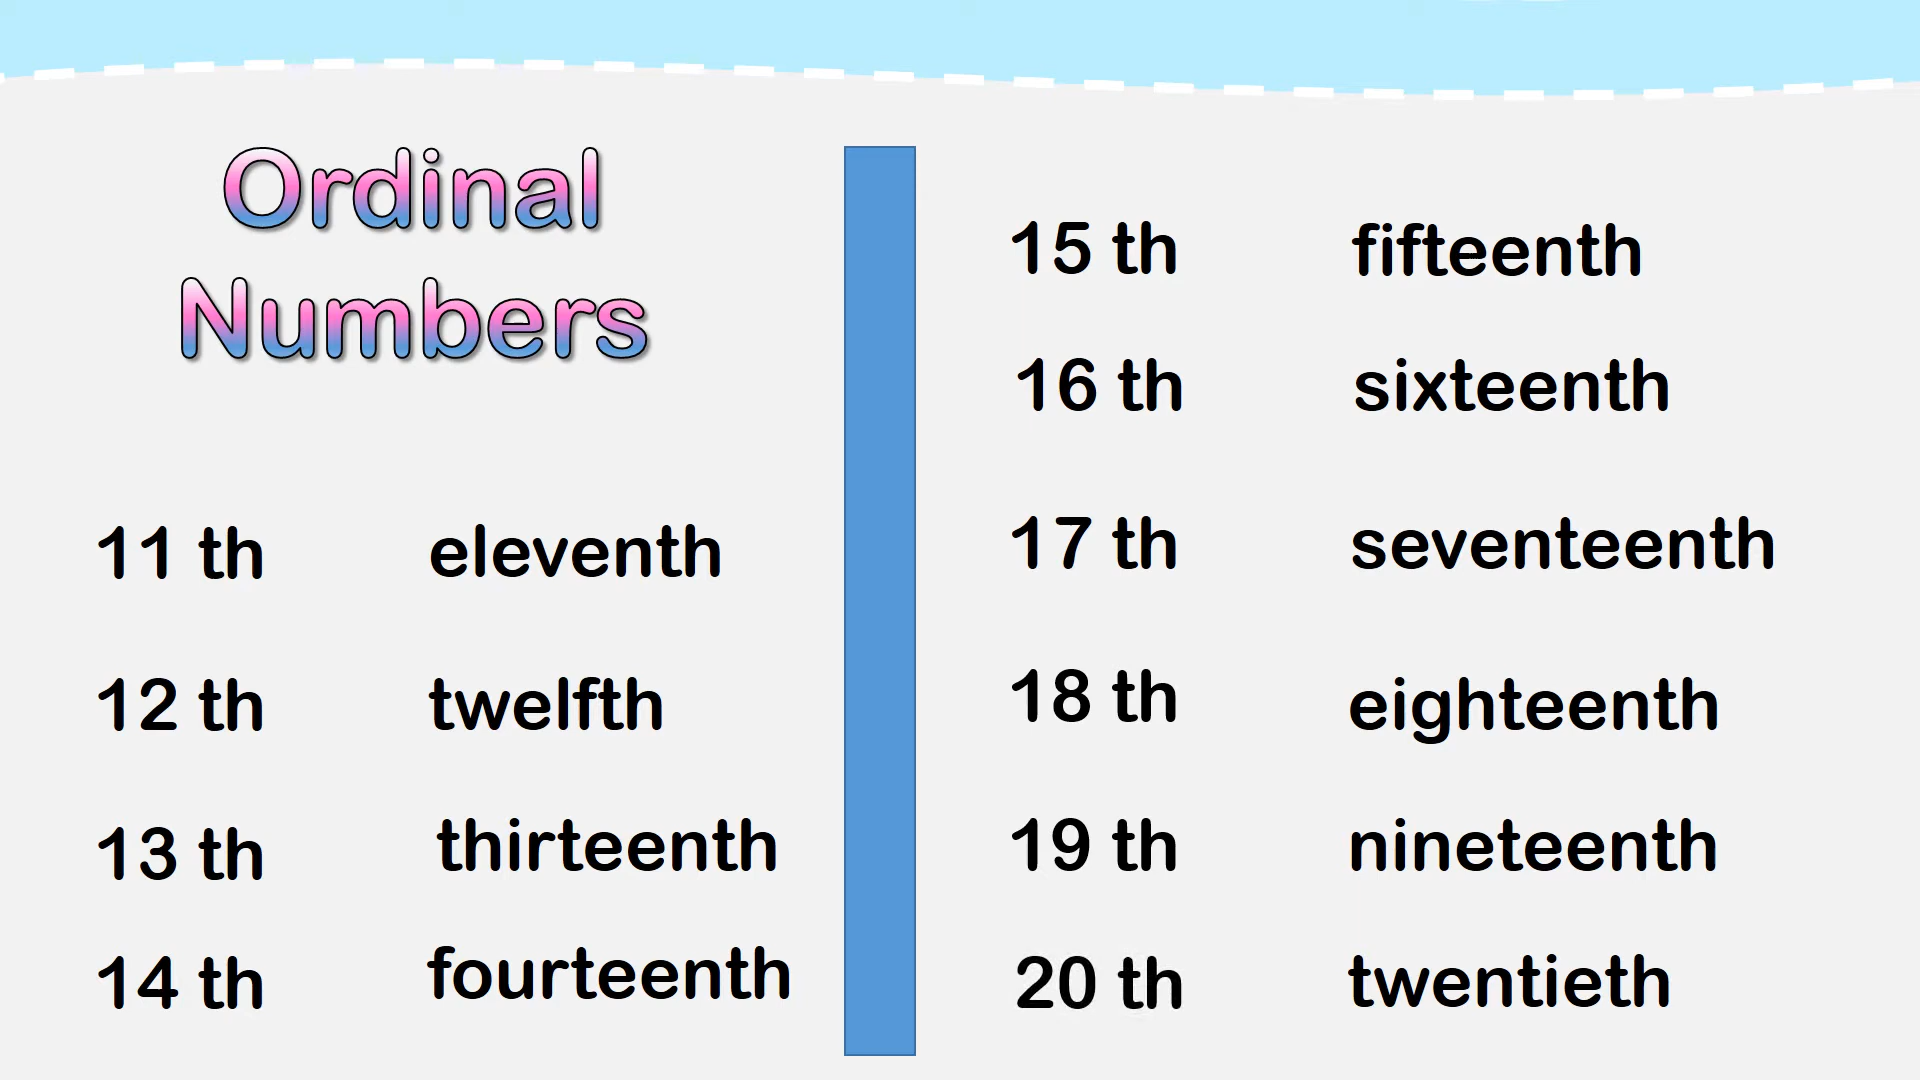 Ordinal
Numbers
11 th eleventh
12 th twelfth
13 th thirteenth
14 th fourteenth
15 th fifteenth
16 th sixteenth
17 th seventeenth
18 th eighteenth
19 th nineteenth
20 th twentieth